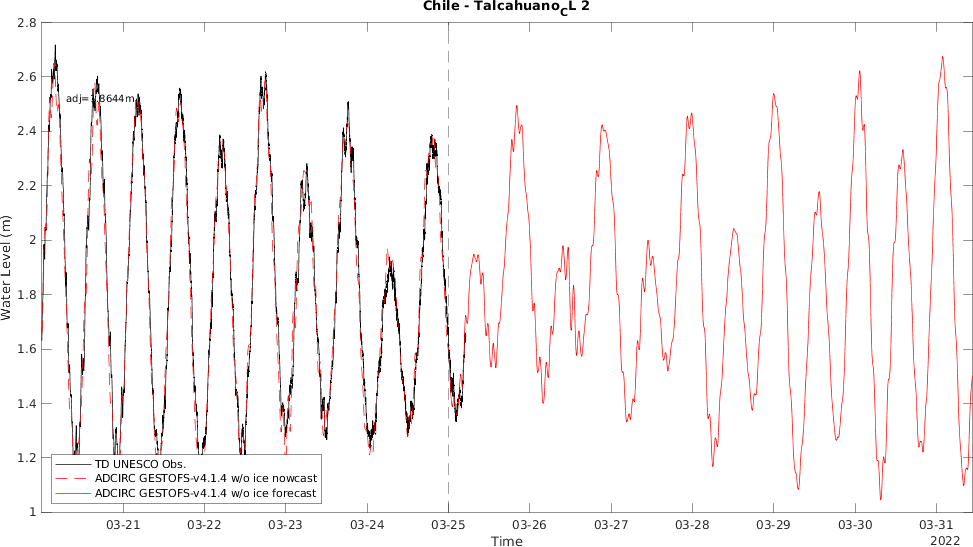 Chile - Talcahuano_CL 2
2.8
2.6
2.4
2.2
2
1.8
1.6
1.4
1.2
1
Water Level (m)
adj=1.8644m
TD UNESCO Obs.
ADCIRC GESTOFS-v4.1.4 w/o ice nowcast
ADCIRC GESTOFS-v4.1.4 w/o ice forecast
03-21 03-22 03-23 03-24 03-25 03-26 03-27 03-28 03-29 03-30 03-31
Time
2022